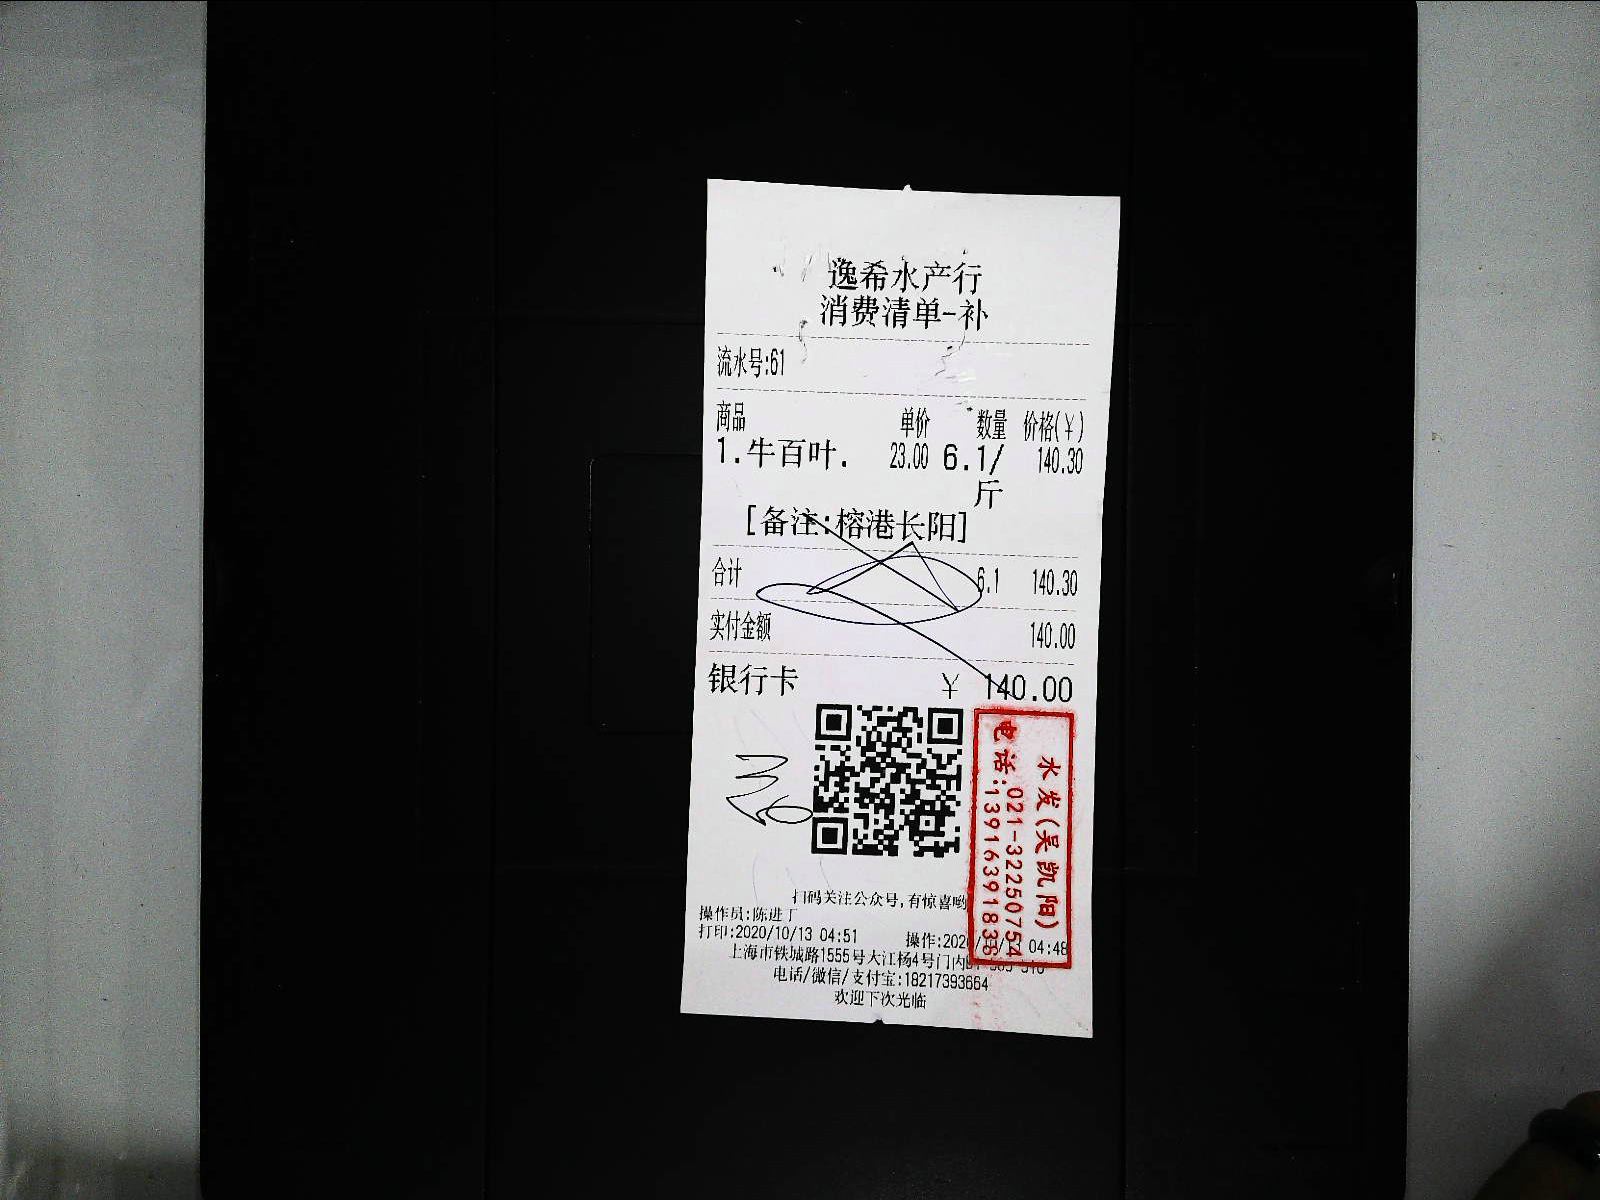 逸希水产行
消费清单-补
流水号:61
商品 单价 数量 价格(￥)
1.牛百叶. 23.00 6.1/斤 140.30
[备注:榕港长阳]
合计 6.1 140.30
实付金额 140.00
银行卡 ￥ 140.00
水发(吴凯阳)
电话:021-32250754
13916391836
扫码关注公众号,有惊喜哟
操作员:陈进丁
打印:2020/10/13 04:51 操作:2020/10/13 04:48
上海市铁城路1555号大江杨4号门内
电话/微信/支付宝:18217393664
欢迎下次光临